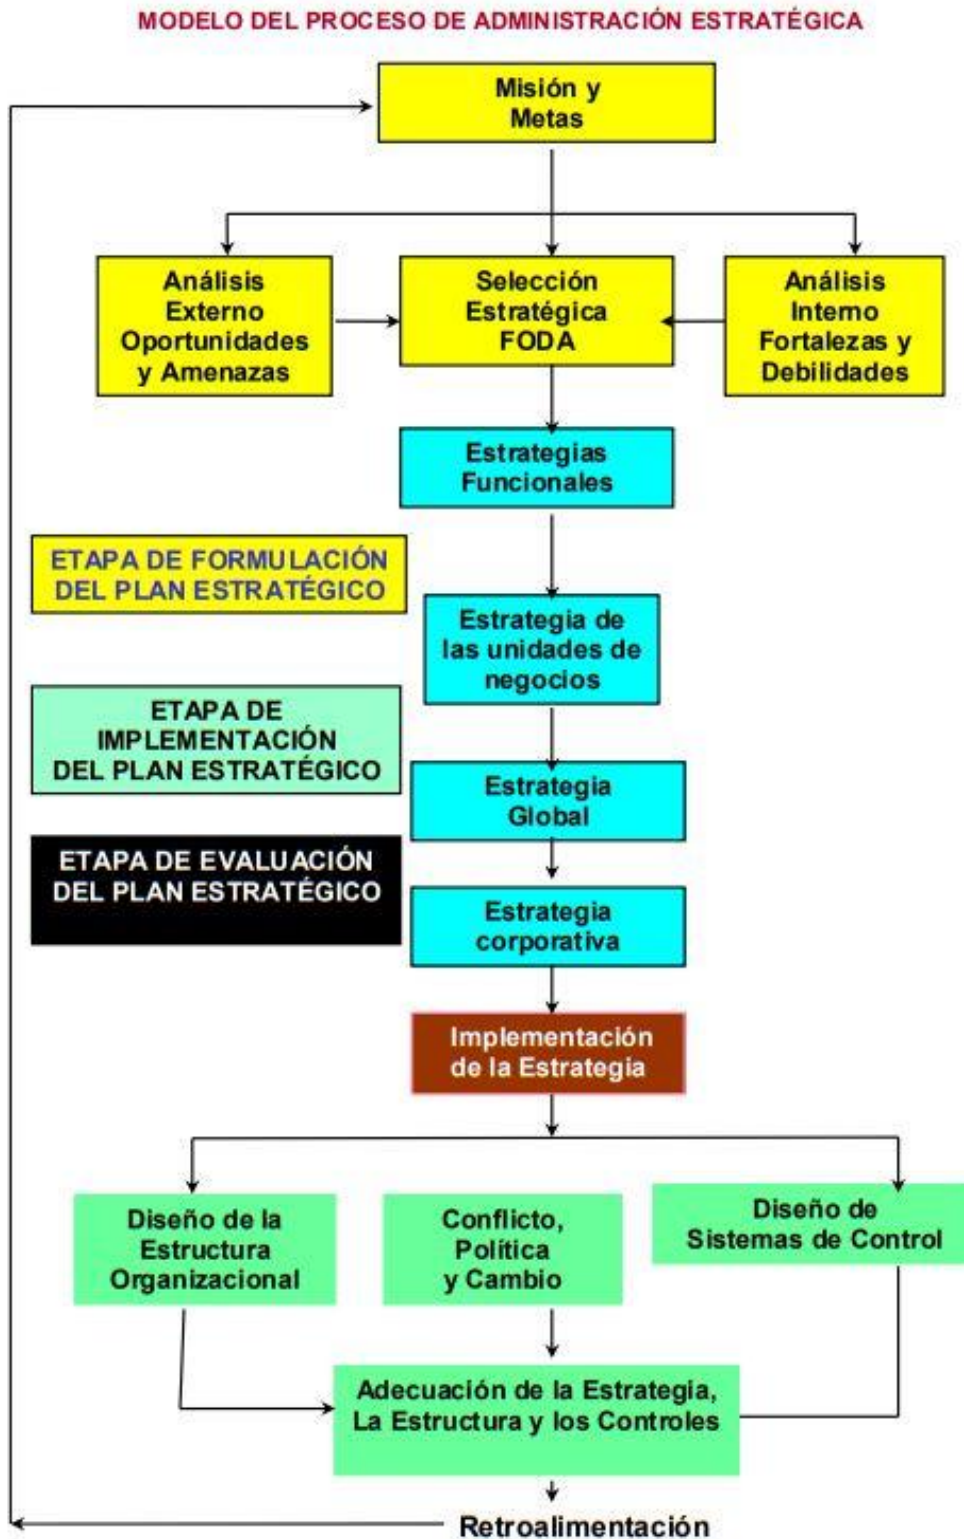 MODELO DEL PROCESO DE ADMINISTRACIÓN ESTRATÉGICA
Misión y
Metas
Análisis
Externo
Oportunidades
y Amenazas
Selección
Estratégica
FODA
Análisis
Interno
Fortalezas y
Debilidades
Estrategias
Funcionales
ETAPA DE FORMULACIÓN
DEL PLAN ESTRATÉGICO
Estrategia de
las unidades de
negocios
ETAPA DE
IMPLEMENTACIÓN
DEL PLAN ESTRATÉGICO
Estrategia
Global
ETAPA DE EVALUACIÓN
DEL PLAN ESTRATÉGICO
Estrategia
corporativa
Implementación
de la Estrategia
Diseño de la
Estructura
Organizacional
Conflicto,
Política
y Cambio
Diseño de
Sistemas de Control
Adecuación de la Estrategia,
La Estructura y los Controles
Retroalimentación